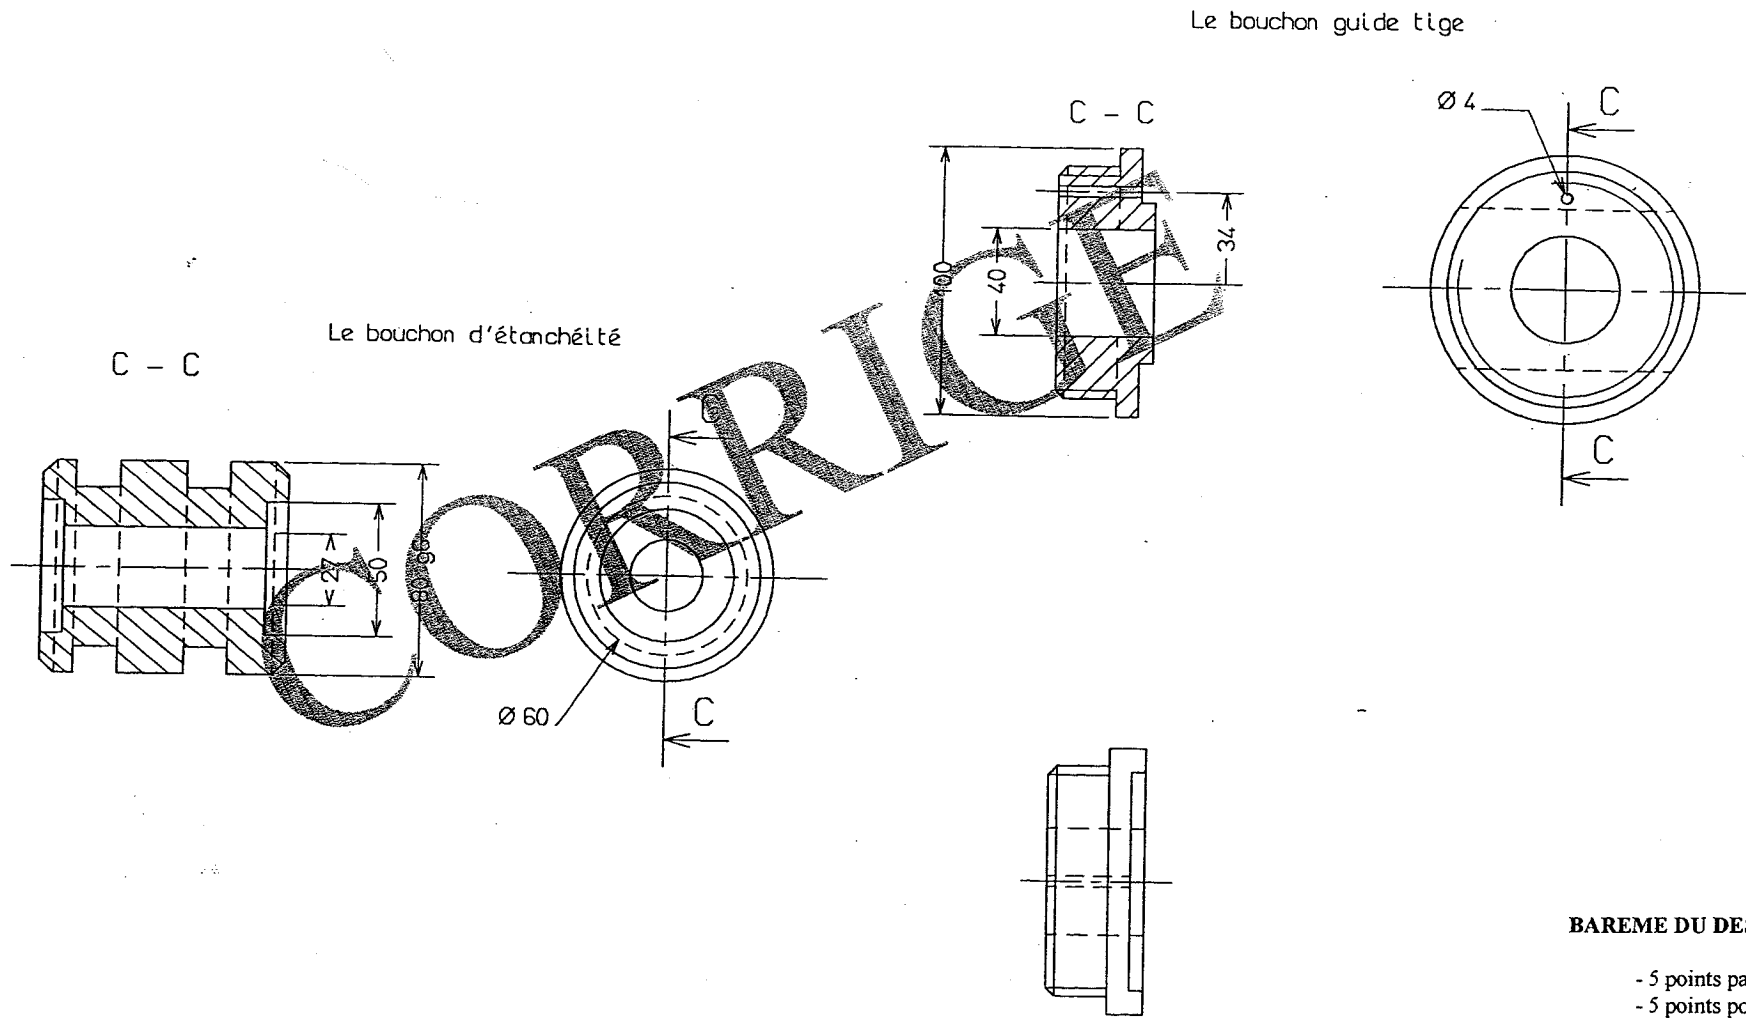 Le bouchon guide tige
C - C
Ø 4
C
100
40
34
C
Le bouchon d'étanchéité
C - C
C
27
50
80 g6
Ø 60
C
CORRIGE
BAREME DU DES
- 5 points pa
- 5 points po